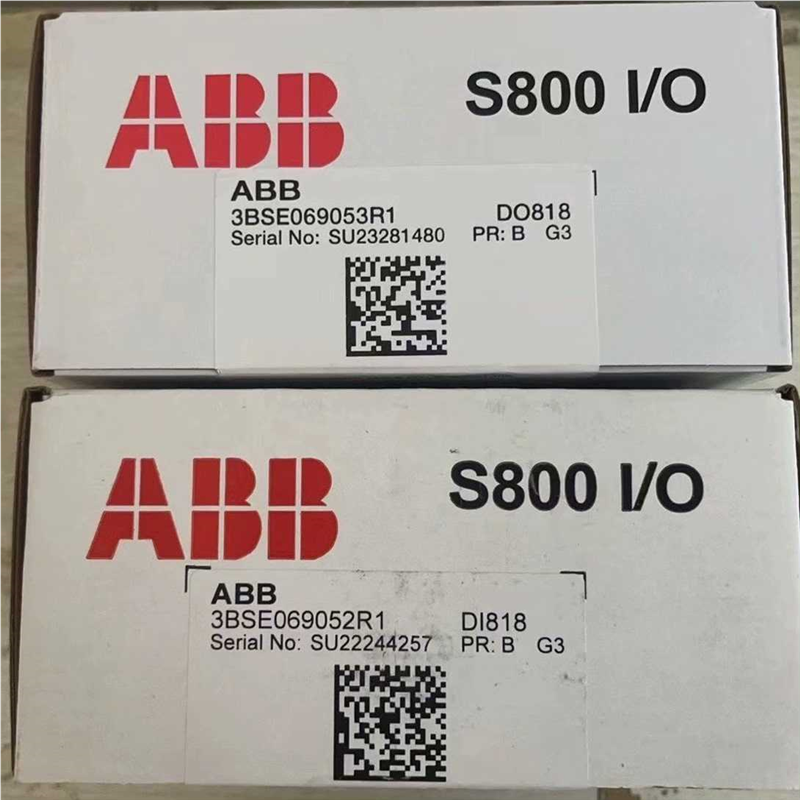 ABB S800 I/O
ABB
3BSE069053R1 DO818
Serial No: SU23281480 PR: B G3
ABB S800 I/O
ABB
3BSE069052R1 DI818
Serial No: SU22244257 PR: B G3